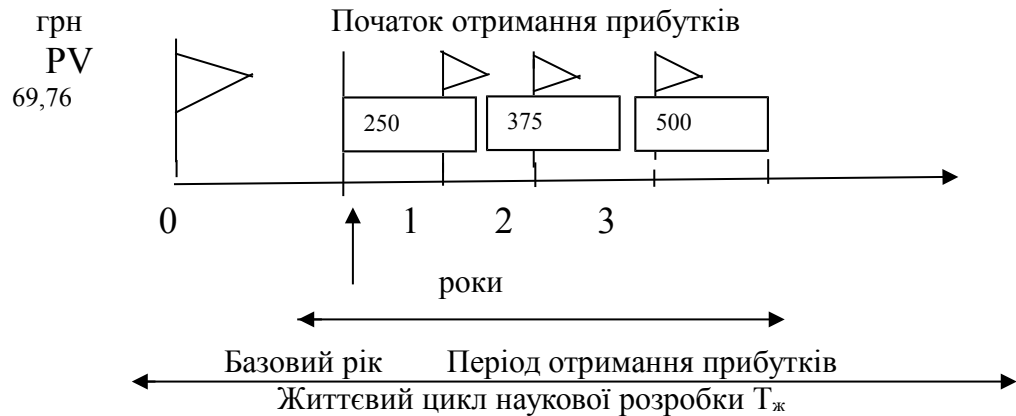 грн Початок отримання прибутків
PV
69,76
250 375 500
0 1 2 3
роки
Базовий рік Період отримання прибутків
Життєвий цикл наукової розробки Тж